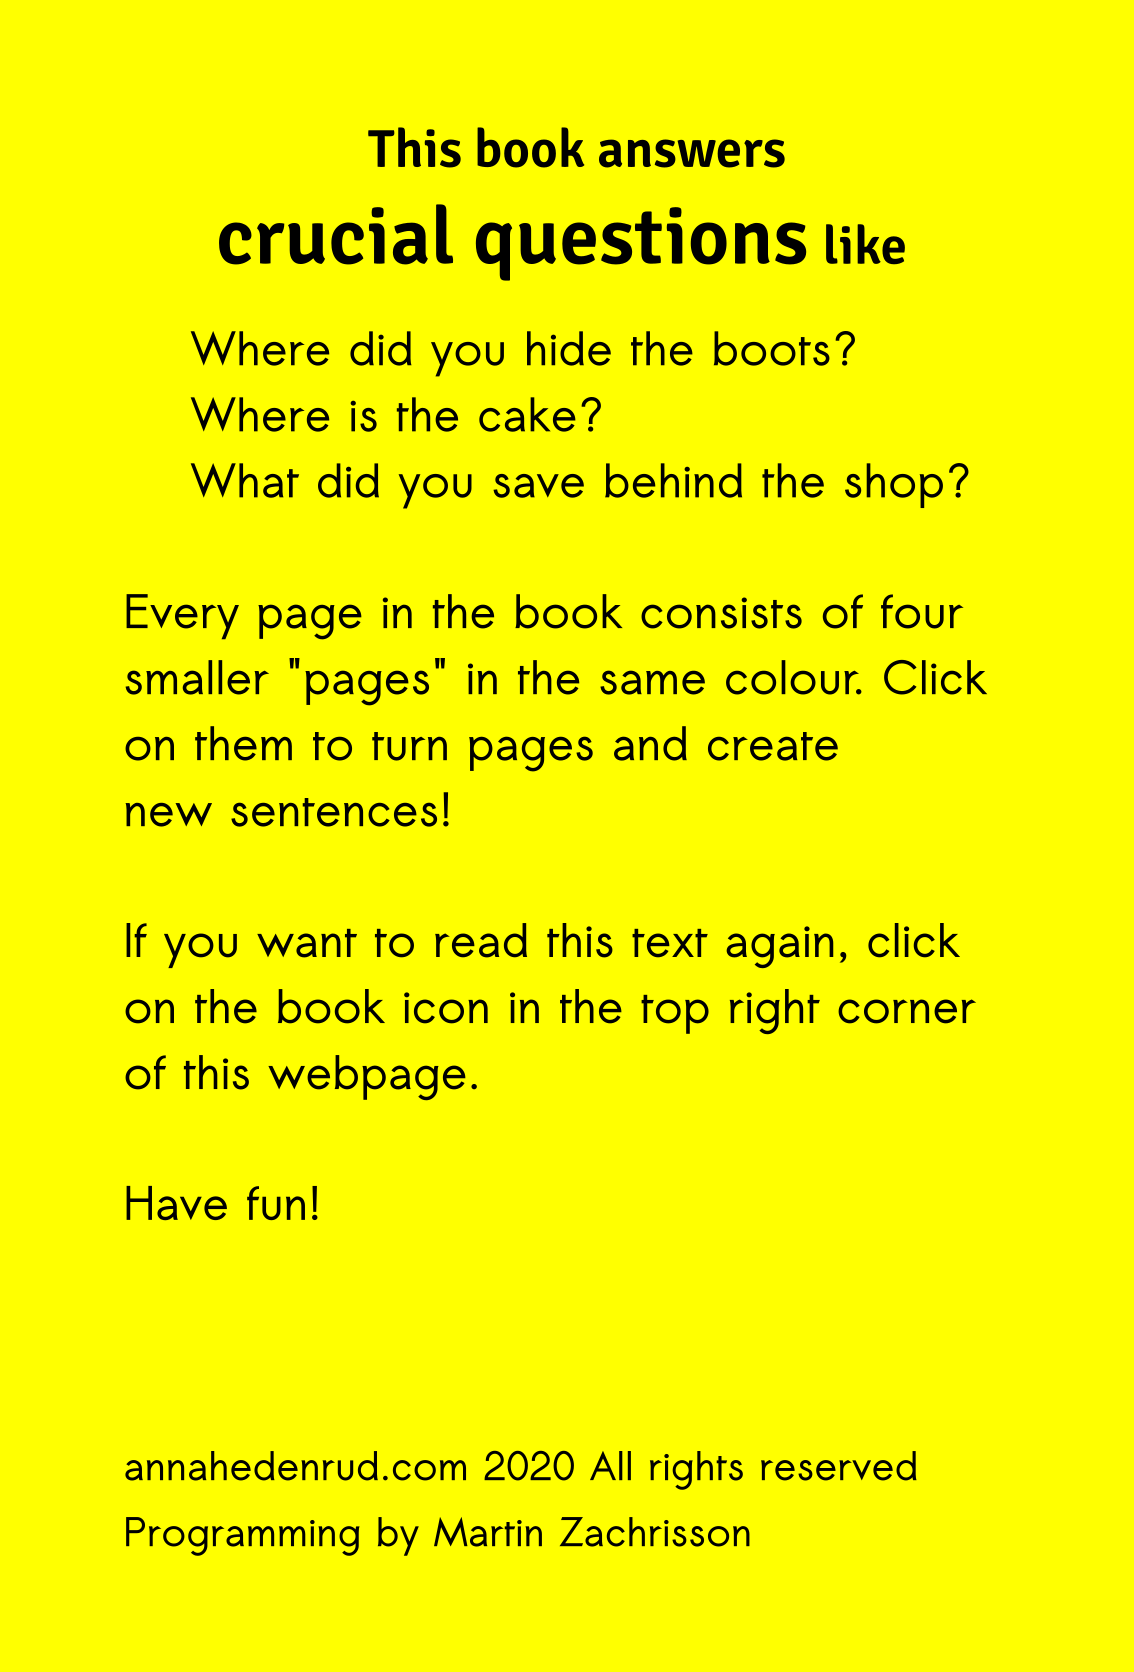 This book answers
crucial questions like
Where did you hide the boots?
Where is the cake?
What did you save behind the shop?
Every page in the book consists of four
smaller "pages" in the same colour. Click
on them to turn pages and create
new sentences!
If you want to read this text again, click
on the book icon in the top right corner
of this webpage.
Have fun!
annahedenrud.com 2020 All rights reserved
Programming by Martin Zachrisson